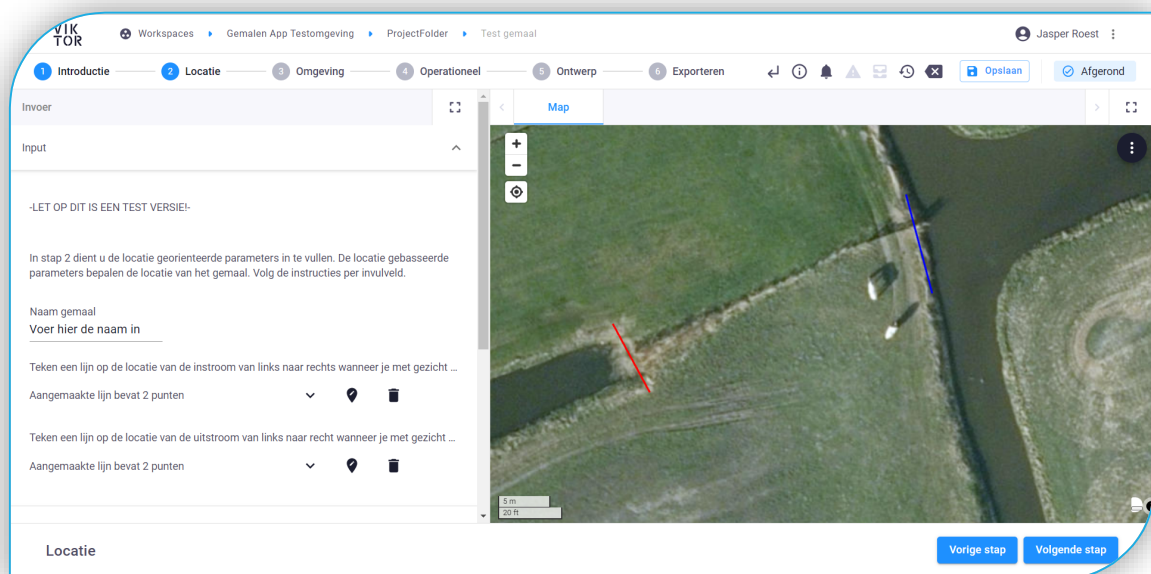 VIK
TOR
Workspaces
Gemalen App Testomgeving
ProjectFolder
Test gemaal
Jasper Roest
1 Introductie
2 Locatie
3 Omgeving
4 Operationeel
5 Ontwerp
6 Exporteren
Opslaan
Afgerond
Invoer
Map
Input
-LET OP DIT IS EEN TEST VERSIE!-
In stap 2 dient u de locatie georienteerde parameters in te vullen. De locatie gebasseerde
parameters bepalen de locatie van het gemaal. Volg de instructies per invulveld.
Naam gemaal
Voer hier de naam in
Teken een lijn op de locatie van de instroom van links naar rechts wanneer je met gezicht ...
Aangemaakte lijn bevat 2 punten
Teken een lijn op de locatie van de uitstroom van links naar recht wanneer je met gezicht ...
Aangemaakte lijn bevat 2 punten
5 m
20 ft
Locatie
Vorige stap
Volgende stap